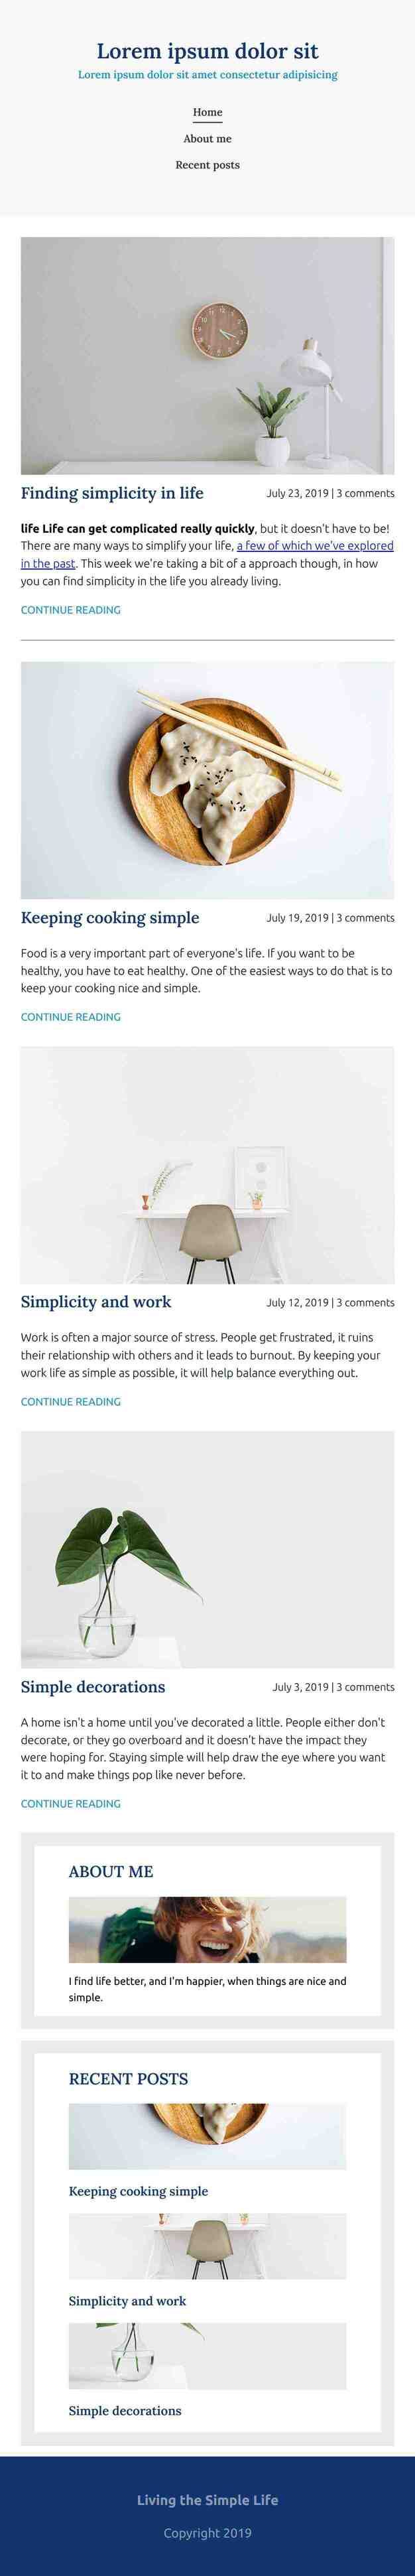 Lorem ipsum dolor sit
Lorem ipsum dolor sit amet consectetur adipisicing
Home
About me
Recent posts
Finding simplicity in life
July 23, 2019 | 3 comments
life Life can get complicated really quickly, but it doesn't have to be!
There are many ways to simplify your life, a few of which we've explored
in the past. This week we're taking a bit of a approach though, in how
you can find simplicity in the life you already living.
CONTINUE READING
Keeping cooking simple
July 19, 2019 | 3 comments
Food is a very important part of everyone's life. If you want to be
healthy, you have to eat healthy. One of the easiest ways to do that is to
keep your cooking nice and simple.
CONTINUE READING
Simplicity and work
July 12, 2019 | 3 comments
Work is often a major source of stress. People get frustrated, it ruins
their relationship with others and it leads to burnout. By keeping your
work life as simple as possible, it will help balance everything out.
CONTINUE READING
Simple decorations
July 3, 2019 | 3 comments
A home isn't a home until you've decorated a little. People either don't
decorate, or they go overboard and it doesn't have the impact they
were hoping for. Staying simple will help draw the eye where you want
it to and make things pop like never before.
CONTINUE READING
ABOUT ME
I find life better, and I'm happier, when things are nice and
simple.
RECENT POSTS
Keeping cooking simple
Simplicity and work
Simple decorations
Living the Simple Life
Copyright 2019